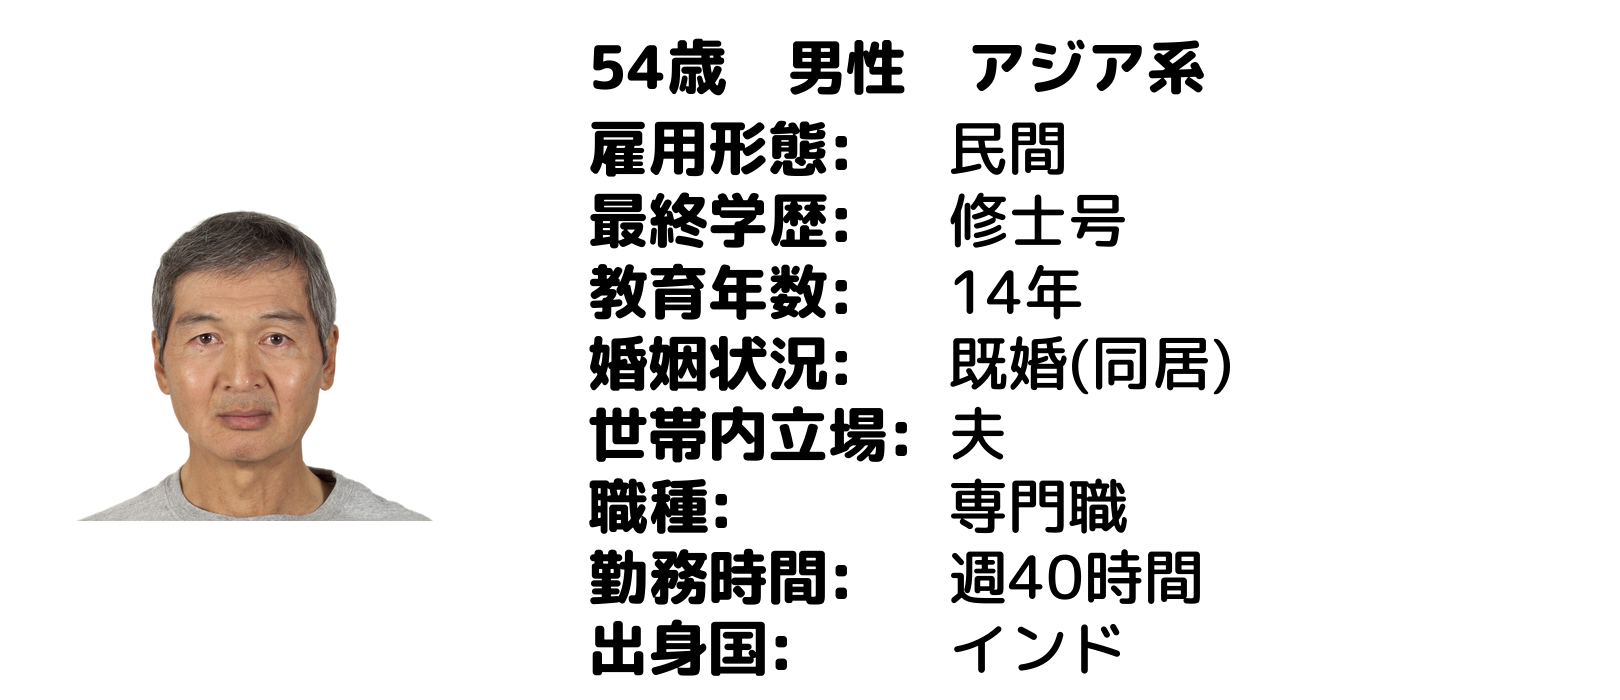 54歳　男性　アジア系
雇用形態:　民間
最終学歴:　修士号
教育年数:　14年
婚姻状況:　既婚(同居)
世帯内立場:　夫
職種:　専門職
勤務時間:　週40時間
出身国:　インド